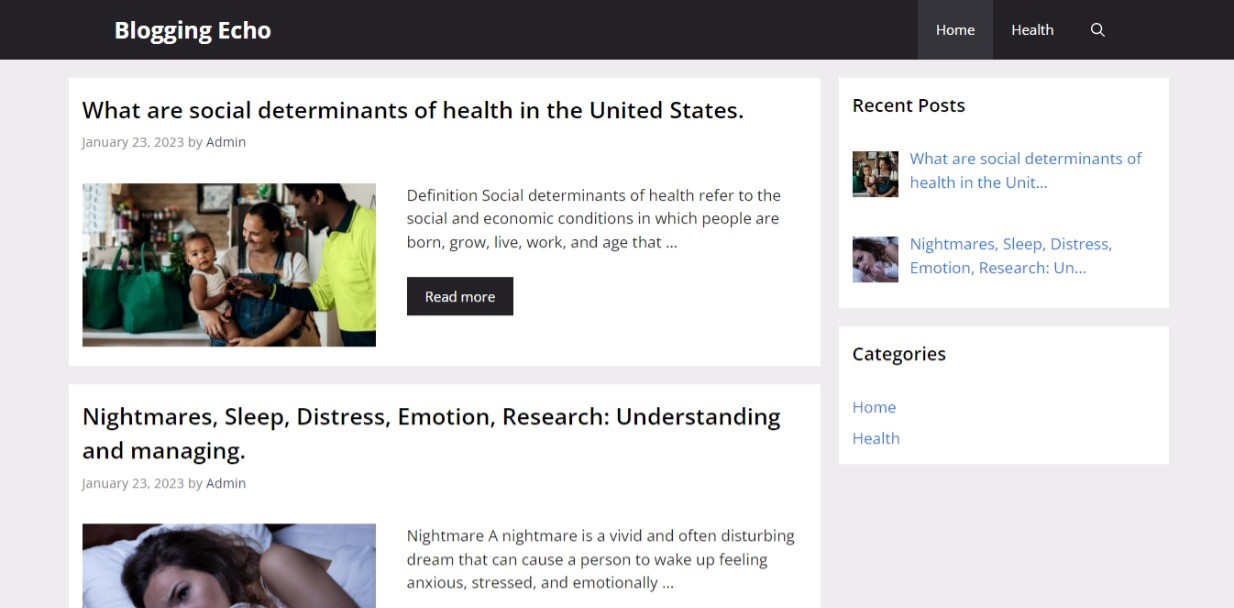 Blogging Echo
Home
Health
What are social determinants of health in the United States.
January 23, 2023 by Admin
Definition Social determinants of health refer to the
social and economic conditions in which people are
born, grow, live, work, and age that ...
Read more
Nightmares, Sleep, Distress, Emotion, Research: Understanding
and managing.
January 23, 2023 by Admin
Nightmare A nightmare is a vivid and often disturbing
dream that can cause a person to wake up feeling
anxious, stressed, and emotionally ...
Recent Posts
What are social determinants of
health in the Unit...
Nightmares, Sleep, Distress,
Emotion, Research: Un...
Categories
Home
Health